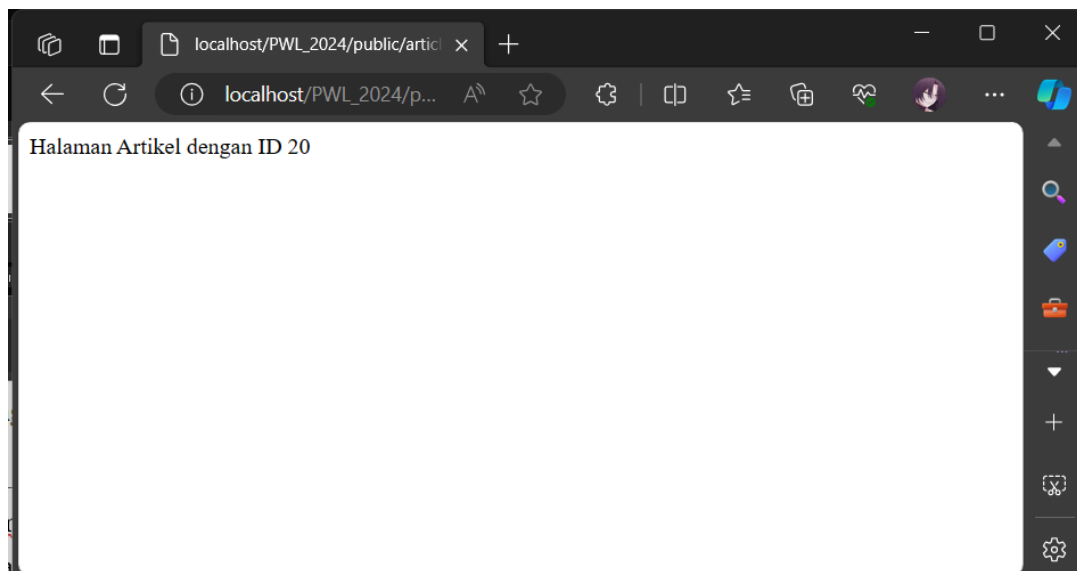 localhost/PWL_2024/public/articl
localhost/PWL_2024/p...
Halaman Artikel dengan ID 20